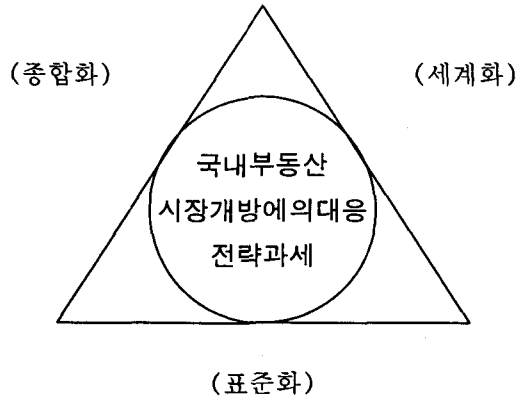 (종합화)
(세계화)
국내부동산
시장개방에의대응
전략과세
(표준화)